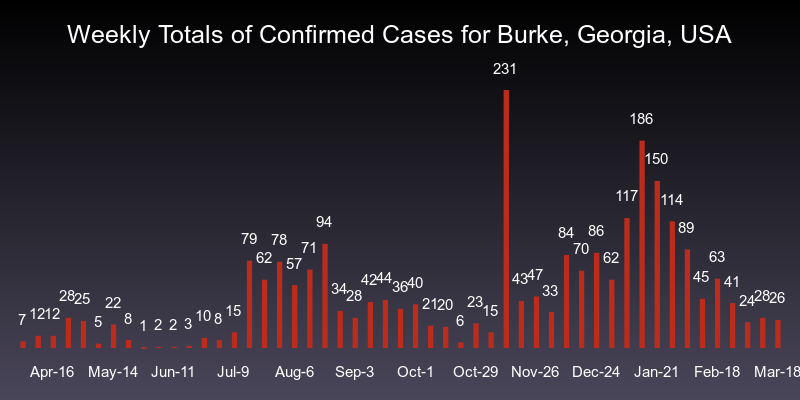 Weekly Totals of Confirmed Cases for Burke, Georgia, USA
7 12 12 28 25 5 22 8 1 2 2 3 10 8 15 79 62 78 57 71 94 34 28 42 44 36 40 21 20 6 23 15 231 43 47 33 84 70 86 62 117 186 150 114 89 45 63 41 24 28 26
Apr-16 May-14 Jun-11 Jul-9 Aug-6 Sep-3 Oct-1 Oct-29 Nov-26 Dec-24 Jan-21 Feb-18 Mar-18